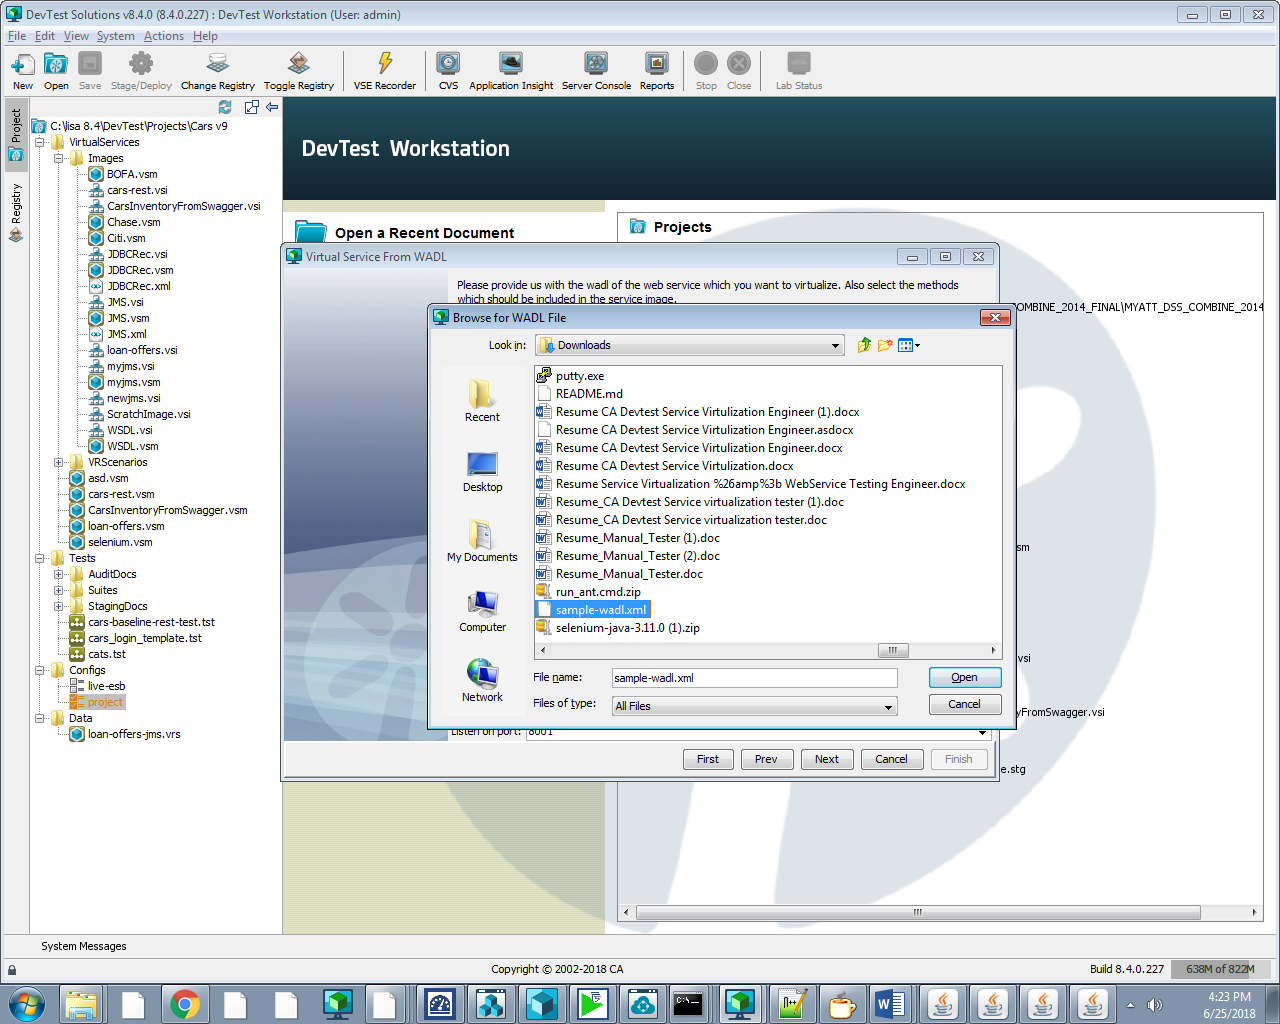 DevTest Solutions v8.4.0 (8.4.0.227) : DevTest Workstation (User: admin)
File Edit View System Actions Help
New Open Save Stage/Deploy Change Registry Toggle Registry VSE Recorder CVS Application Insight Server Console Reports Stop Close Lab Status
Project
Registry
C:\lisa 8.4\DevTest\Projects\Cars v9
VirtualServices
Images
BOFA.vsm
cars-rest.vsi
CarsInventoryFromSwagger.vsi
Chase.vsm
Citi.vsm
JDBCRec.vsi
JDBCRec.vsm
JDBCRec.xml
JMS.vsi
JMS.vsm
JMS.xml
loan-offers.vsi
myjms.vsi
myjms.vsm
newjms.vsi
ScratchImage.vsi
WSDL.vsi
WSDL.vsm
VRScenarios
asd.vsm
cars-rest.vsm
CarsInventoryFromSwagger.vsm
loan-offers.vsm
selenium.vsm
Tests
AuditDocs
Suites
StagingDocs
cars-baseline-rest-test.tst
cars_login_template.tst
cats.tst
Configs
live-esb
project
Data
loan-offers-jms.vrs
DevTest Workstation
Open a Recent Document
Projects
OMBINE_2014_FINAL\MYATT_DSS_COMBINE_2014
sm
vsi
yFromSwagger.vsi
e.stg
Virtual Service From WADL
Please provide us with the wadl of the web service which you want to virtualize. Also select the methods
which should be included in the service image.
Browse for WADL File
Look in: Downloads
Recent
Desktop
My Documents
Computer
Network
putty.exe
README.md
Resume CA Devtest Service Virtulization Engineer (1).docx
Resume CA Devtest Service Virtulization Engineer.asdocx
Resume CA Devtest Service Virtulization Engineer.docx
Resume CA Devtest Service Virtulization.docx
Resume Service Virtualization %26amp%3b WebService Testing Engineer.docx
Resume_CA Devtest Service virtualization tester (1).doc
Resume_CA Devtest Service virtualization tester.doc
Resume_Manual_Tester (1).doc
Resume_Manual_Tester (2).doc
Resume_Manual_Tester.doc
run_ant.cmd.zip
sample-wadl.xml
selenium-java-3.11.0 (1).zip
File name: sample-wadl.xml Open
Files of type: All Files Cancel
Listen on port: 8001
First Prev Next Cancel Finish
System Messages
Copyright © 2002-2018 CA
Build 8.4.0.227 638M of 822M
4:23 PM
6/25/2018